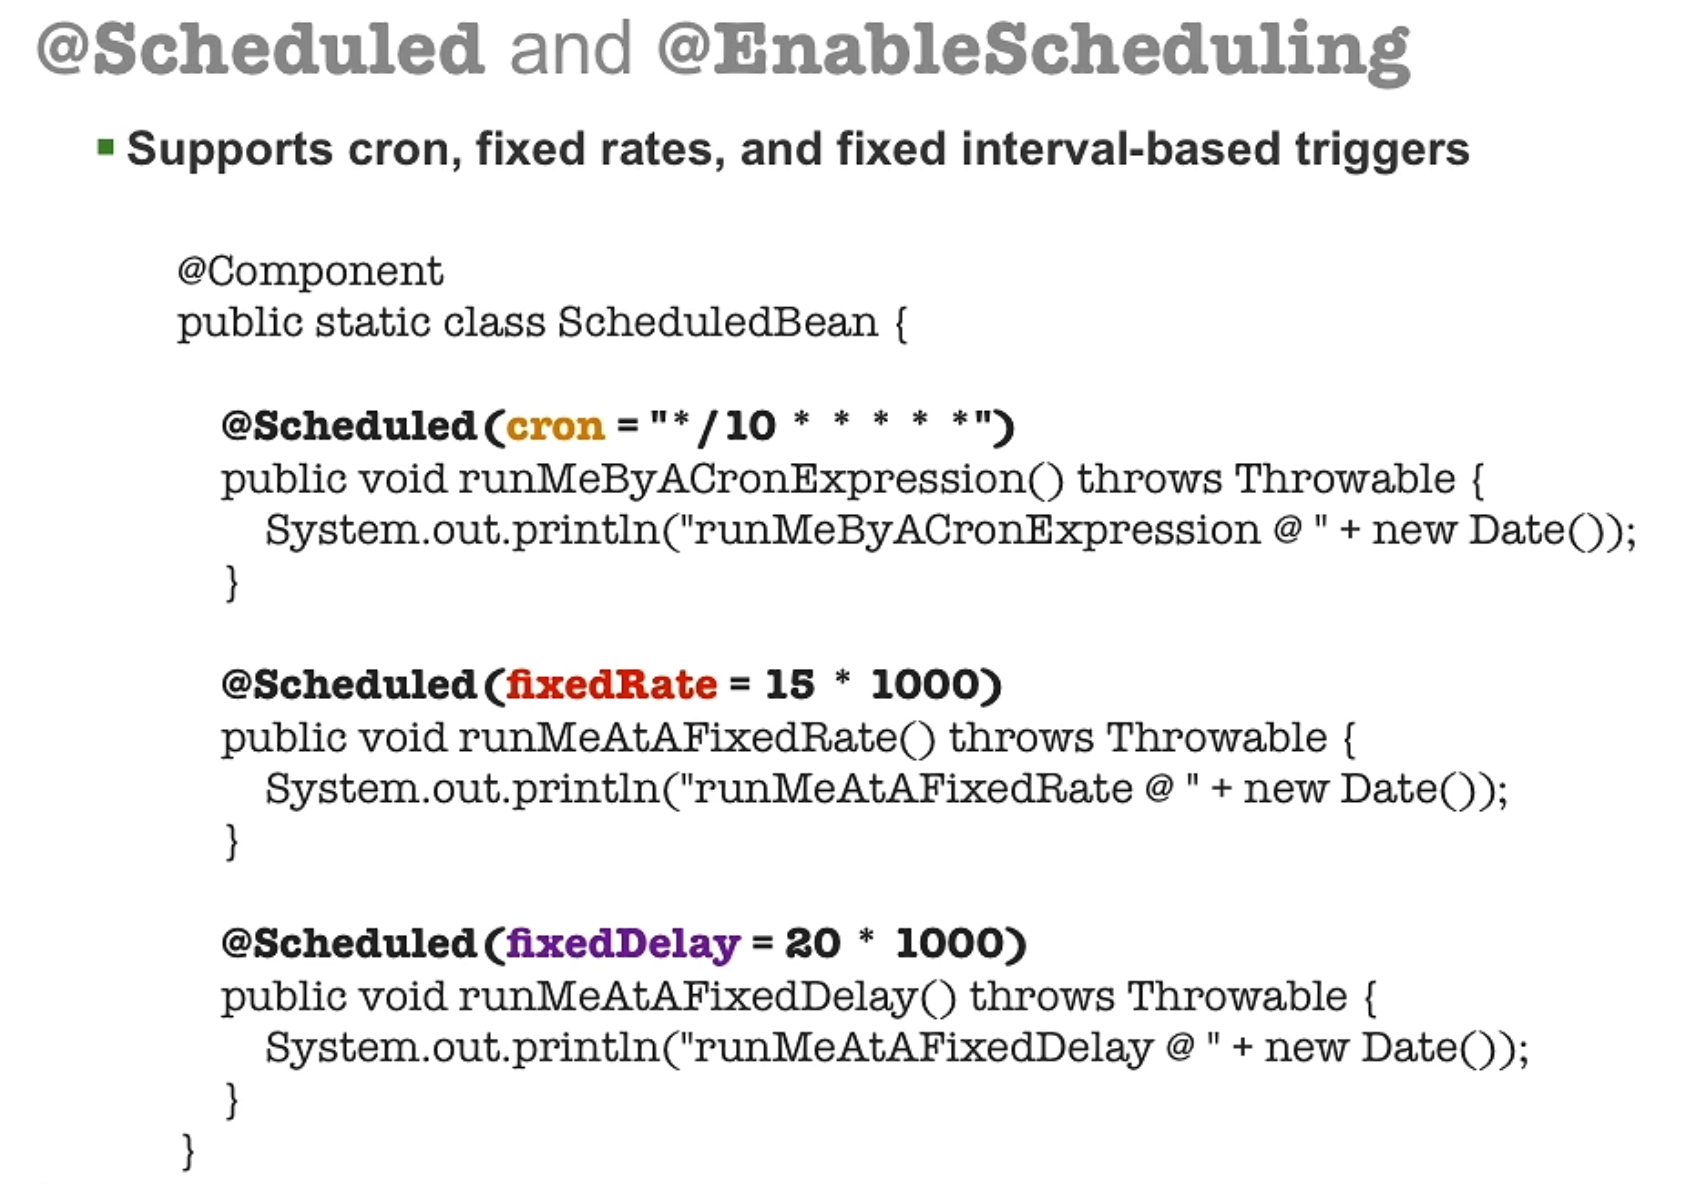 @Scheduled and @EnableScheduling
Supports cron, fixed rates, and fixed interval-based triggers
@Component
public static class ScheduledBean {
@Scheduled(cron = "*/10 * * * * *")
public void runMeByACronExpression() throws Throwable {
System.out.println("runMeByACronExpression @ " + new Date());
}
@Scheduled(fixedRate = 15 * 1000)
public void runMeAtAFixedRate() throws Throwable {
System.out.println("runMeAtAFixedRate @ " + new Date());
}
@Scheduled(fixedDelay = 20 * 1000)
public void runMeAtAFixedDelay() throws Throwable {
System.out.println("runMeAtAFixedDelay @ " + new Date());
}
}